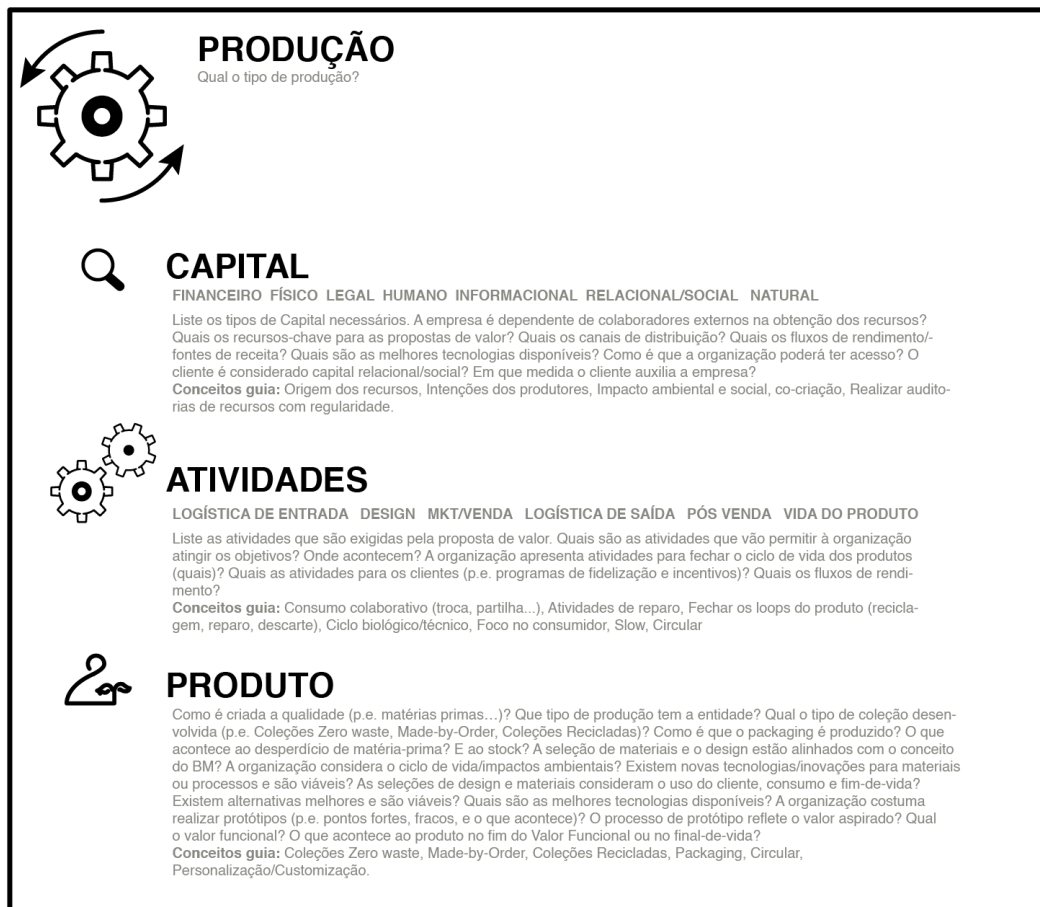 PRODUÇÃO
Qual o tipo de produção?
CAPITAL
FINANCEIRO FÍSICO LEGAL HUMANO INFORMACIONAL RELACIONAL/SOCIAL NATURAL
Liste os tipos de Capital necessários. A empresa é dependente de colaboradores externos na obtenção dos recursos?
Quais os recursos-chave para as propostas de valor? Quais os canais de distribuição? Quais os fluxos de rendimento/-
fontes de receita? Quais são as melhores tecnologias disponíveis? Como é que a organização poderá ter acesso? O
cliente é considerado capital relacional/social? Em que medida o cliente auxilia a empresa?
Conceitos guia: Origem dos recursos, Intenções dos produtores, Impacto ambiental e social, co-criação, Realizar audito-
rias de recursos com regularidade.
ATIVIDADES
LOGÍSTICA DE ENTRADA DESIGN MKT/VENDA LOGÍSTICA DE SAÍDA PÓS VENDA VIDA DO PRODUTO
Liste as atividades que são exigidas pela proposta de valor. Quais são as atividades que vão permitir à organização
atingir os objetivos? Onde acontecem? A organização apresenta atividades para fechar o ciclo de vida dos produtos
(quais)? Quais as atividades para os clientes (p.e. programas de fidelização e incentivos)? Quais os fluxos de rendi-
mento?
Conceitos guia: Consumo colaborativo (troca, partilha...), Atividades de reparo, Fechar os loops do produto (recicla-
gem, reparo, descarte), Ciclo biológico/técnico, Foco no consumidor, Slow, Circular
PRODUTO
Como é criada a qualidade (p.e. matérias primas…)? Que tipo de produção tem a entidade? Qual o tipo de coleção desen-
volvida (p.e. Coleções Zero waste, Made-by-Order, Coleções Recicladas)? Como é que o packaging é produzido? O que
acontece ao desperdício de matéria-prima? E ao stock? A seleção de materiais e o design estão alinhados com o conceito
do BM? A organização considera o ciclo de vida/impactos ambientais? Existem novas tecnologias/inovações para materiais
ou processos e são viáveis? As seleções de design e materiais consideram o uso do cliente, consumo e fim-de-vida?
Existem alternativas melhores e são viáveis? Quais são as melhores tecnologias disponíveis? A organização costuma
realizar protótipos (p.e. pontos fortes, fracos, e o que acontece)? O processo de protótipo reflete o valor aspirado? Qual
o valor funcional? O que acontece ao produto no fim do Valor Funcional ou no final-de-vida?
Conceitos guia: Coleções Zero waste, Made-by-Order, Coleções Recicladas, Packaging, Circular,
Personalização/Customização.